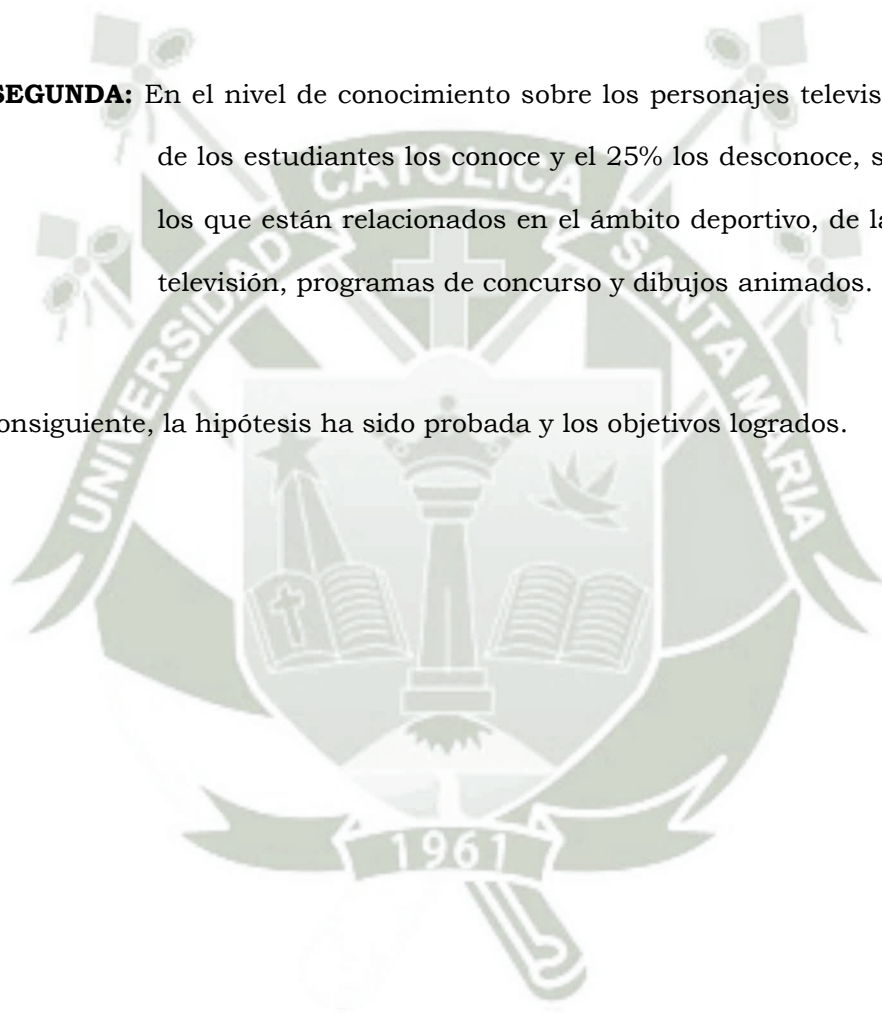 SEGUNDA: En el nivel de conocimiento sobre los personajes televis
de los estudiantes los conoce y el 25% los desconoce, s
los que están relacionados en el ámbito deportivo, de la
televisión, programas de concurso y dibujos animados.
onsiguiente, la hipótesis ha sido probada y los objetivos logrados.
UNIVERSIDAD CATOLICA SANTA MARIA
1961